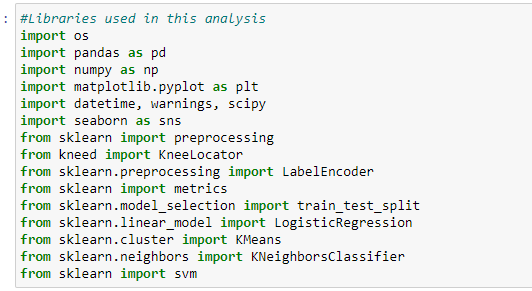 : #Libraries used in this analysis
import os
import pandas as pd
import numpy as np
import matplotlib.pyplot as plt
import datetime, warnings, scipy
import seaborn as sns
from sklearn import preprocessing
from kneed import KneeLocator
from sklearn.preprocessing import LabelEncoder
from sklearn import metrics
from sklearn.model_selection import train_test_split
from sklearn.linear_model import LogisticRegression
from sklearn.cluster import KMeans
from sklearn.neighbors import KNeighborsClassifier
from sklearn import svm